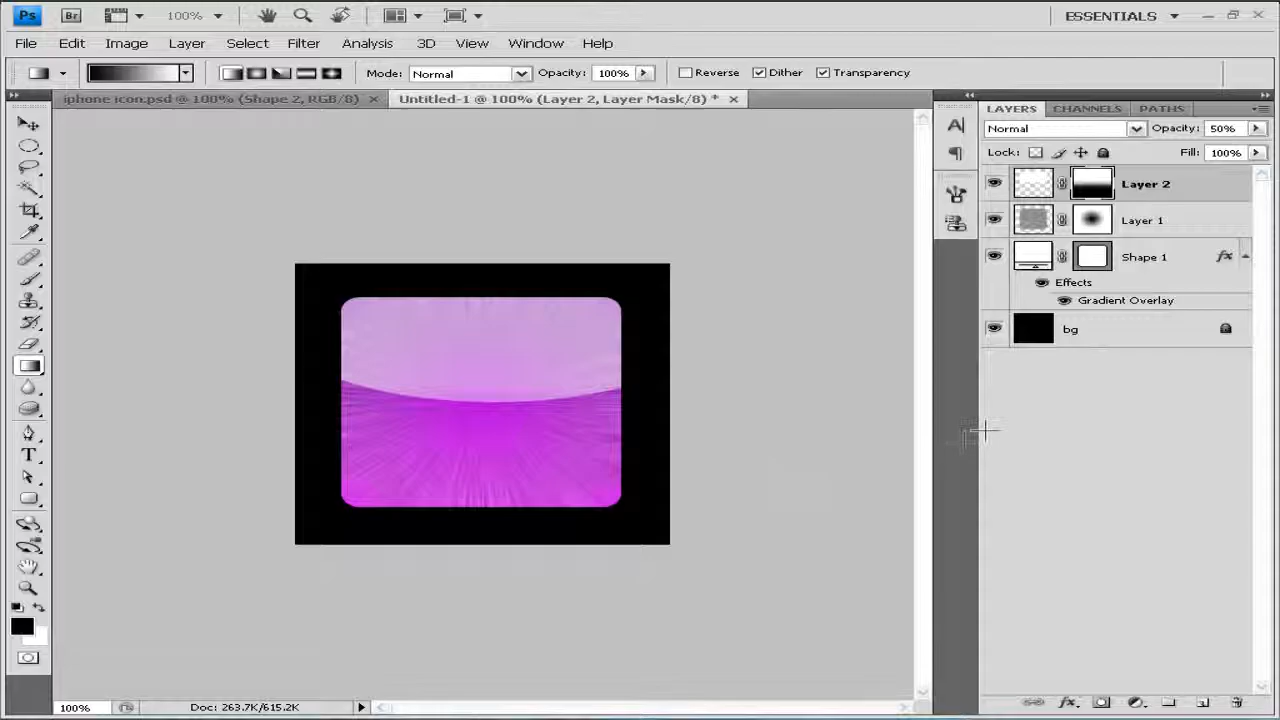 Ps Br 100% ESSENTIALS
File Edit Image Layer Select Filter Analysis 3D View Window Help
Mode: Normal Opacity: 100% Reverse Dither Transparency
iphone icon.psd @ 100% (Shape 2, RGB/8) Untitled-1 @ 100% (Layer 2, Layer Mask/8) *
LAYERS CHANNELS PATHS
Normal Opacity: 50%
Lock: Fill: 100%
Layer 2
Layer 1
Shape 1 fx
Effects
Gradient Overlay
bg
A
T
100% Doc: 263.7K/615.2K fx